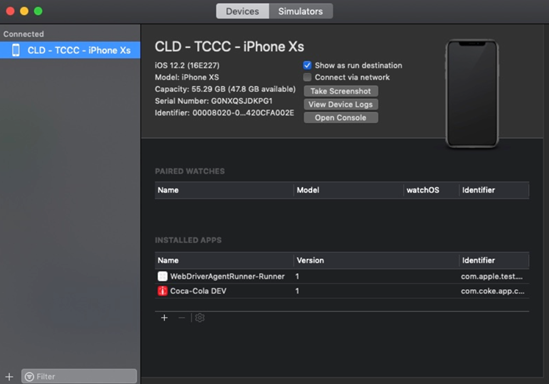 Devices Simulators
Connected
CLD - TCCC - iPhone Xs
Filter
CLD - TCCC - iPhone Xs
iOS 12.2 (16E227)
Model: iPhone XS
Capacity: 55.29 GB (47.8 GB available)
Serial Number: G0NXQSJDKPG1
Identifier: 00008020-0...420CFA002E
Show as run destination
Connect via network
Take Screenshot
View Device Logs
Open Console
PAIRED WATCHES
Name Model watchOS Identifier
INSTALLED APPS
Name Version Identifier
WebDriverAgentRunner-Runner 1 com.apple.test....
Coca-Cola DEV 1 com.coke.app.c...